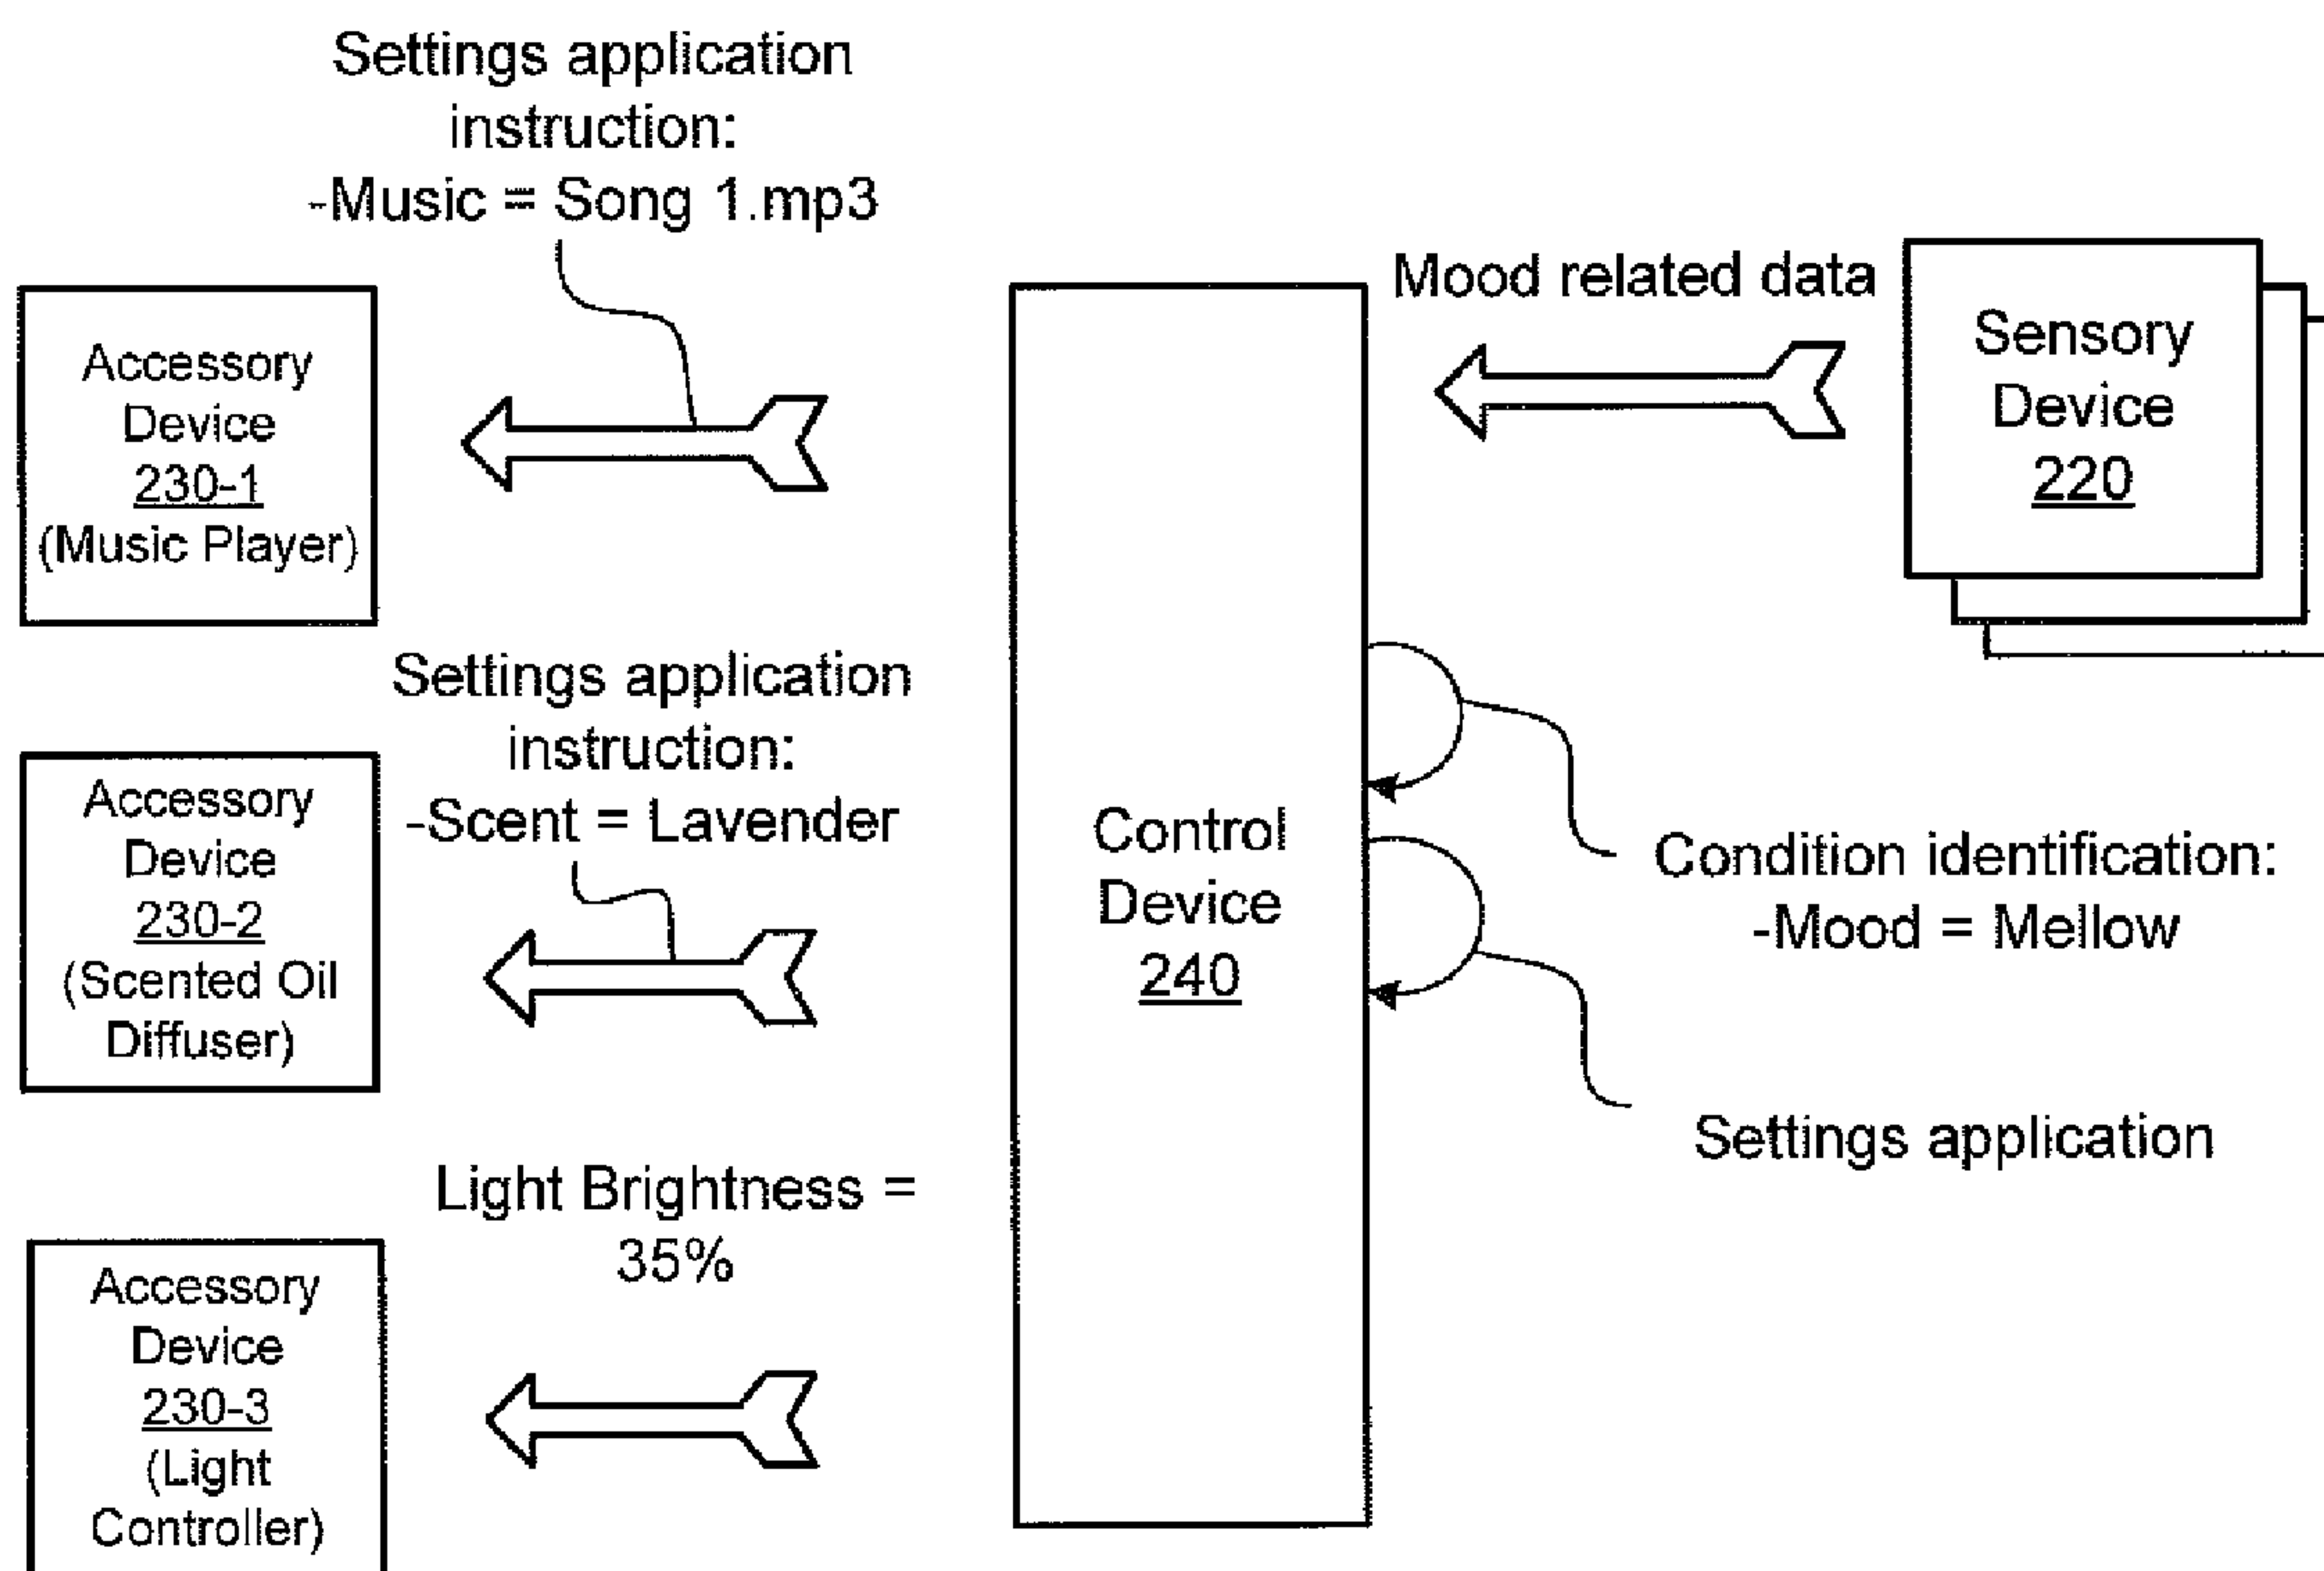 Settings application
instruction:
-Music = Song 1.mp3
Accessory
Device
230-1
(Music Player)
Mood related data
Sensory
Device
220
Settings application
instruction:
-Scent = Lavender
Accessory
Device
230-2
(Scented Oil
Diffuser)
Control
Device
240
Condition identification:
-Mood = Mellow
Settings application
Light Brightness =
35%
Accessory
Device
230-3
(Light
Controller)